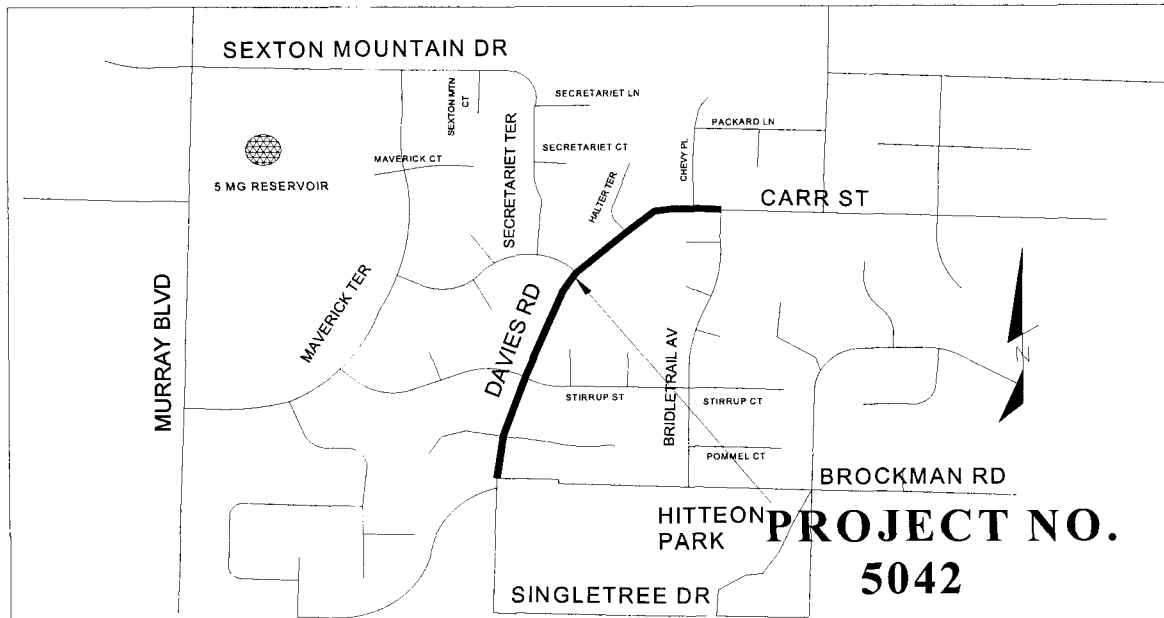 SEXTON MOUNTAIN DR
SEXTON MTN
CT
SECRETARIET LN
SECRETARIET TER
SECRETARIET CT
PACKARD LN
CHEVY PL
MAVERICK CT
5 MG RESERVOIR
HALTER TER
CARR ST
MURRAY BLVD
MAVERICK TER
DAVIES RD
BRIDLETRAIL AV
N
STIRRUP ST
STIRRUP CT
POMMEL CT
BROCKMAN RD
HITTEON
PARK
PROJECT NO.
5042
SINGLETREE DR